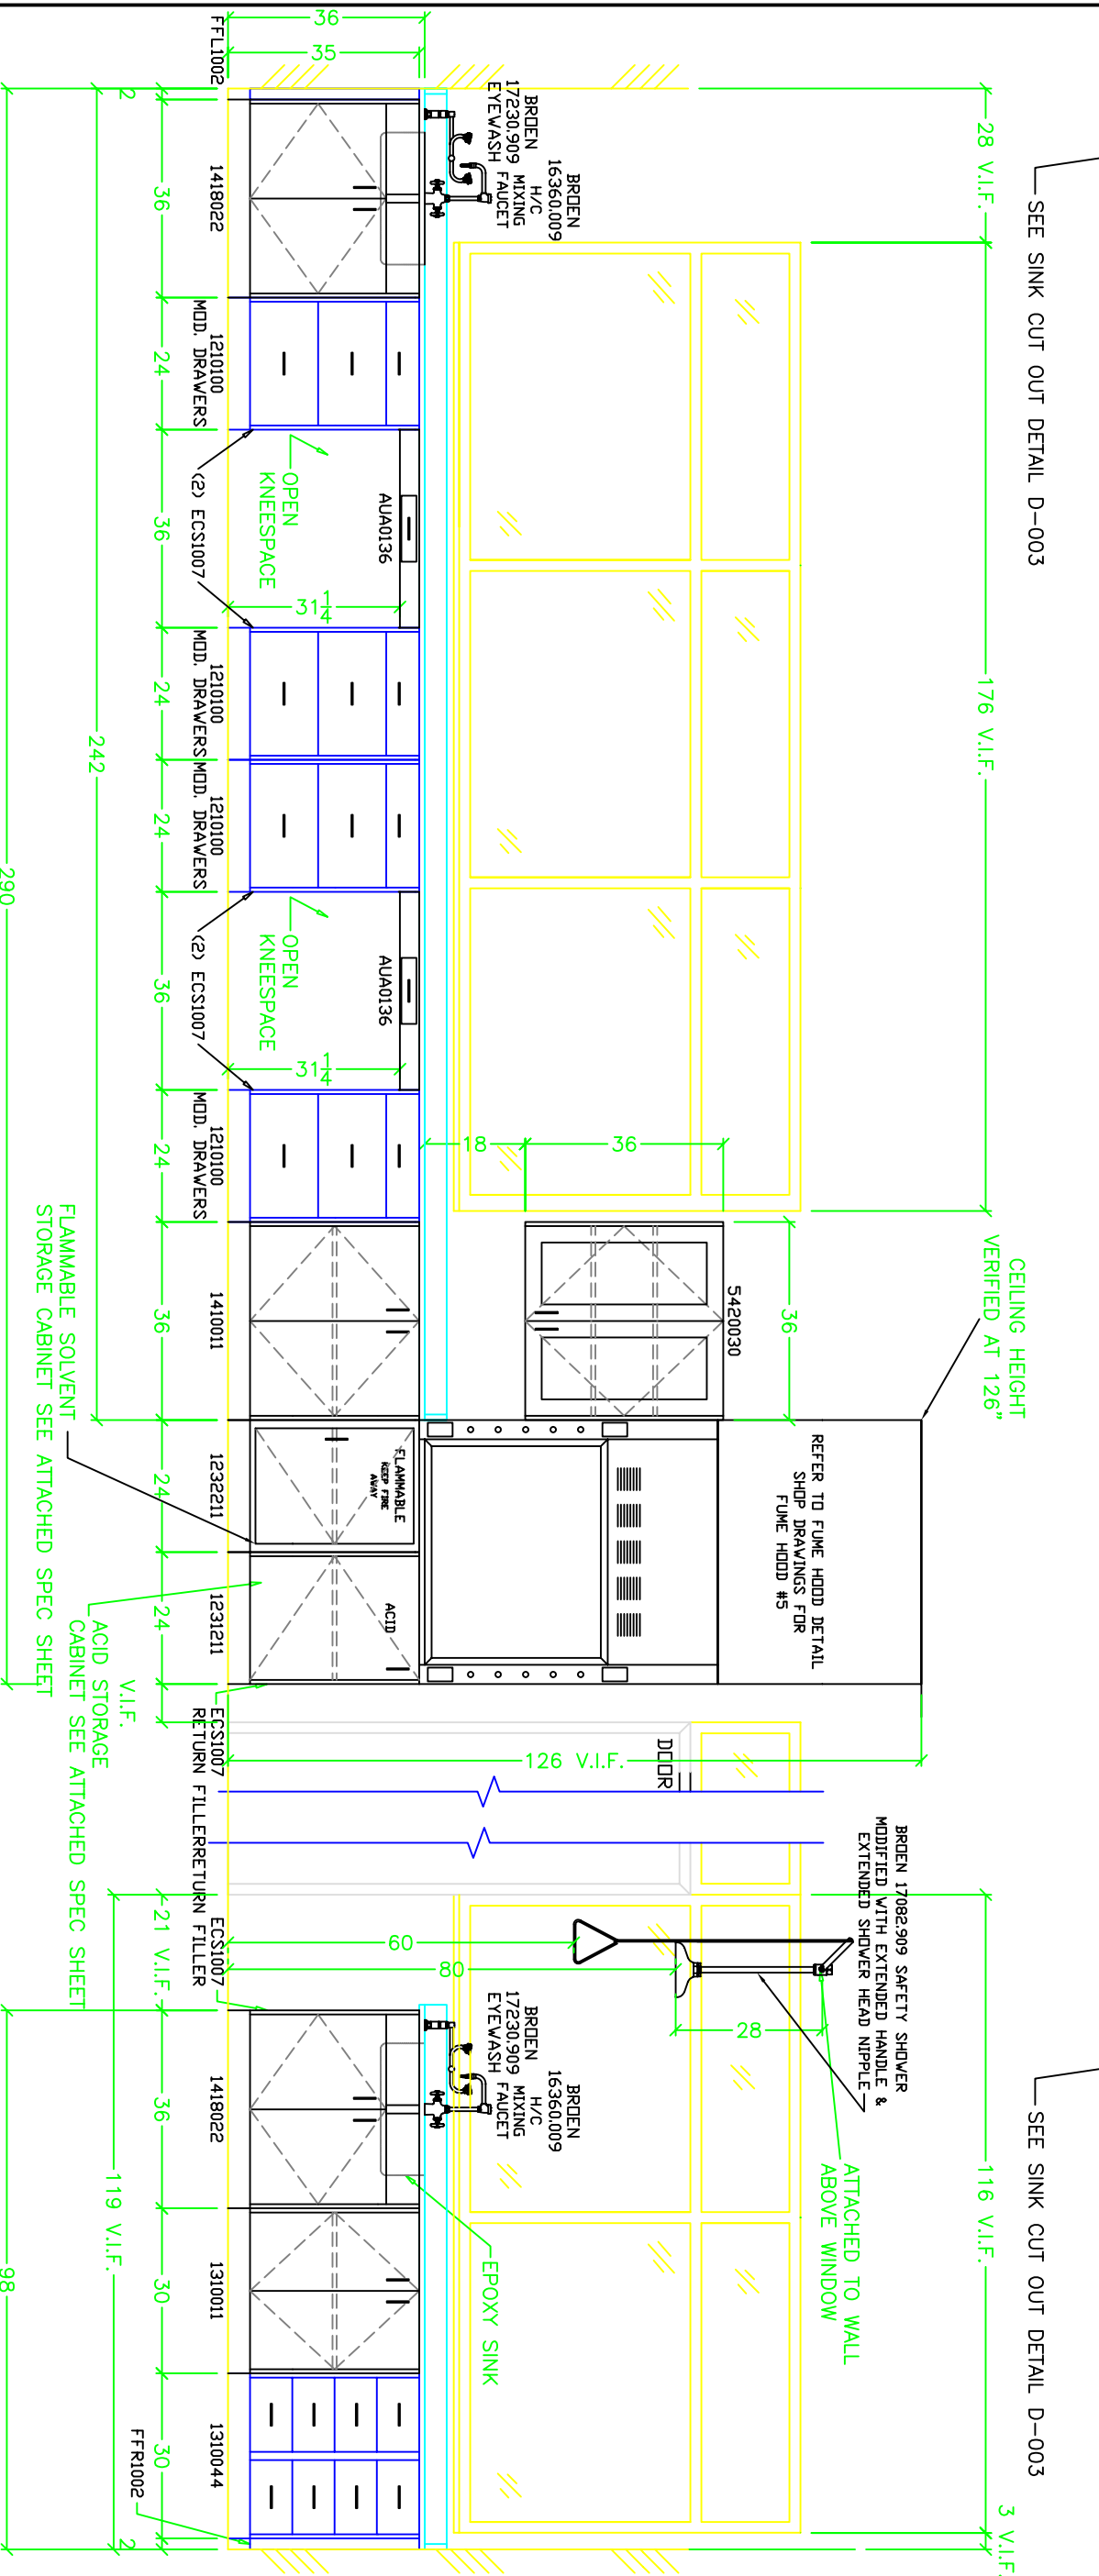 SEE SINK CUT OUT DETAIL D-003
SEE SINK CUT OUT DETAIL D-003
28 V.I.F.
176 V.I.F.
CEILING HEIGHT
VERIFIED AT 126"
116 V.I.F.
3 V.I.F.
BROEN 17082.909 SAFETY SHOWER
MODIFIED WITH EXTENDED HANDLE &
EXTENDED SHOWER HEAD NIPPLE
ATTACHED TO WALL
ABOVE WINDOW
REFER TO FUME HOOD DETAIL
SHOP DRAWINGS FOR
FUME HOOD #5
36
5420030
36
18
DOOR
126 V.I.F.
60
80
28
BROEN
16360.009
H/C
MIXING
FAUCET
BROEN
17230.909
EYEWASH
BROEN
16360.009
H/C
MIXING
FAUCET
BROEN
17230.909
EYEWASH
EPOXY SINK
36
35
AUA0136
OPEN
KNEESPACE
31 1/4
AUA0136
OPEN
KNEESPACE
31 1/4
FLAMMABLE
KEEP FIRE
AWAY
ACID
FFL1002
1418022
1210100
MOD. DRAWERS
(2) ECS1007
1210100
MOD. DRAWERS
1210100
MOD. DRAWERS
(2) ECS1007
1210100
MOD. DRAWERS
1410011
1232211
1231211
ECS1007
RETURN FILLER
ECS1007
RETURN FILLER
1418022
1310011
1310044
FFR1002
2
36
24
36
24
24
36
24
36
24
24
V.I.F.
21 V.I.F.
36
30
30
2
242
119 V.I.F.
FLAMMABLE SOLVENT
STORAGE CABINET SEE ATTACHED SPEC SHEET
ACID STORAGE
CABINET SEE ATTACHED SPEC SHEET
290
98